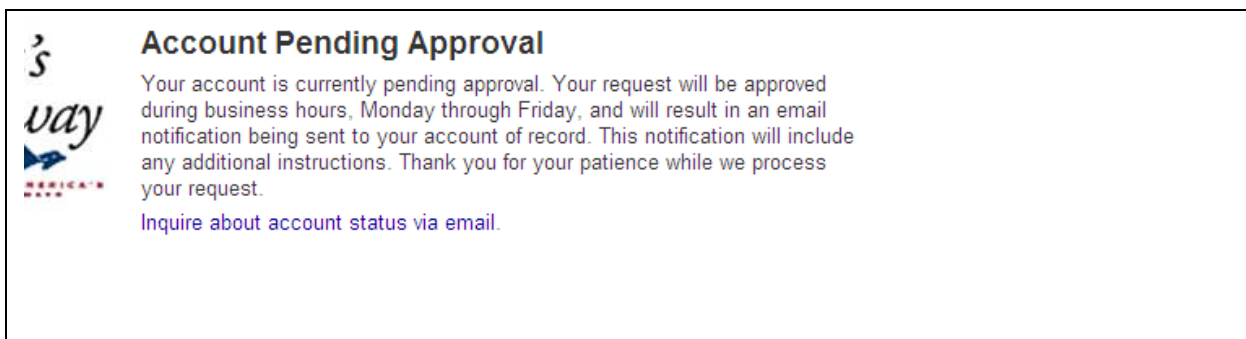 's
Account Pending Approval
Your account is currently pending approval. Your request will be approved
way
during business hours, Monday through Friday, and will result in an email
notification being sent to your account of record. This notification will include
any additional instructions. Thank you for your patience while we process
your request.
Inquire about account status via email.